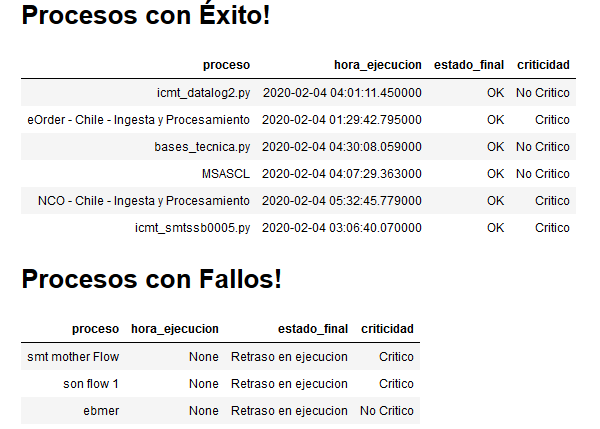 Procesos con Éxito!
proceso hora_ejecucion estado_final criticidad
icmt_datalog2.py 2020-02-04 04:01:11.450000 OK No Critico
eOrder - Chile - Ingesta y Procesamiento 2020-02-04 01:29:42.795000 OK Critico
bases_tecnica.py 2020-02-04 04:30:08.059000 OK No Critico
MSASCL 2020-02-04 04:07:29.363000 OK No Critico
NCO - Chile - Ingesta y Procesamiento 2020-02-04 05:32:45.779000 OK Critico
icmt_smtssb0005.py 2020-02-04 03:06:40.070000 OK Critico
Procesos con Fallos!
proceso hora_ejecucion estado_final criticidad
smt mother Flow None Retraso en ejecucion Critico
son flow 1 None Retraso en ejecucion Critico
ebmer None Retraso en ejecucion No Critico